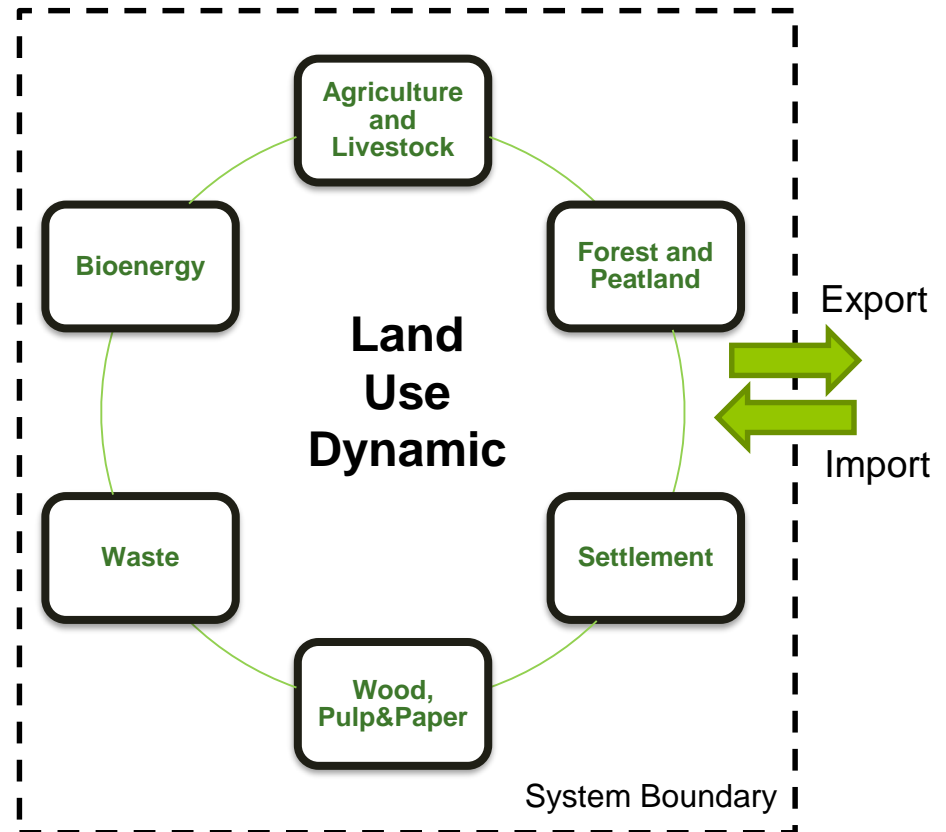 Agriculture
and
Livestock
Bioenergy
Forest and
Peatland
Export
Land
Use
Dynamic
Import
Waste
Settlement
Wood,
Pulp&Paper
System Boundary